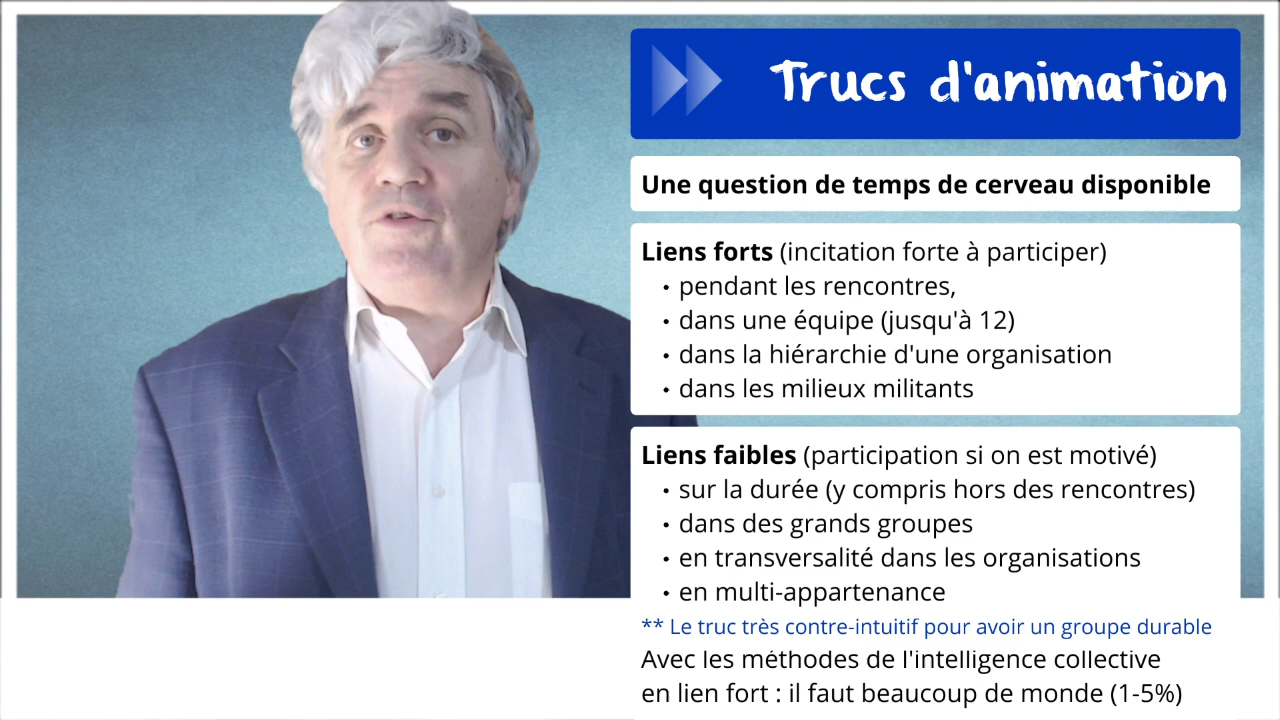 Trucs d'animation
Une question de temps de cerveau disponible
Liens forts (incitation forte à participer)
• pendant les rencontres,
• dans une équipe (jusqu'à 12)
• dans la hiérarchie d'une organisation
• dans les milieux militants
Liens faibles (participation si on est motivé)
• sur la durée (y compris hors des rencontres)
• dans des grands groupes
• en transversalité dans les organisations
• en multi-appartenance
** Le truc très contre-intuitif pour avoir un groupe durable
Avec les méthodes de l'intelligence collective
en lien fort : il faut beaucoup de monde (1-5%)